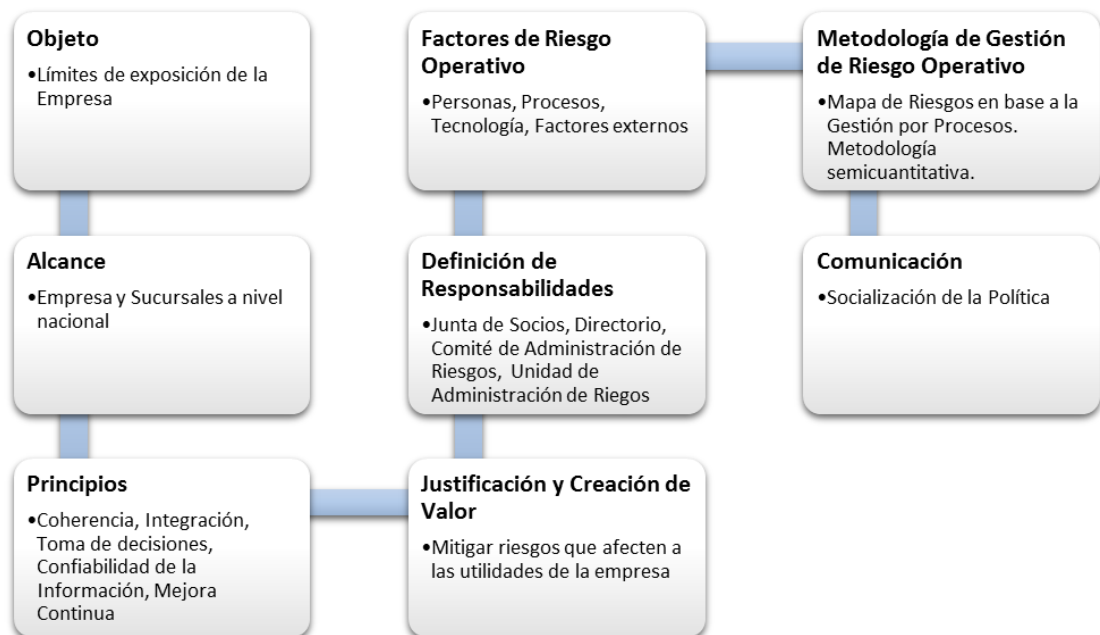 Objeto
•Límites de exposición de la
Empresa
Alcance
•Empresa y Sucursales a nivel
nacional
Principios
•Coherencia, Integración,
Toma de decisiones,
Confiabilidad de la
Información, Mejora
Continua
Justificación y Creación de
Valor
•Mitigar riesgos que afecten a
las utilidades de la empresa
Definición de
Responsabilidades
•Junta de Socios, Directorio,
Comité de Administración de
Riesgos, Unidad de
Administración de Riegos
Factores de Riesgo
Operativo
•Personas, Procesos,
Tecnología, Factores externos
Metodología de Gestión
de Riesgo Operativo
•Mapa de Riesgos en base a la
Gestión por Procesos.
Metodología
semicuantitativa.
Comunicación
•Socialización de la Política